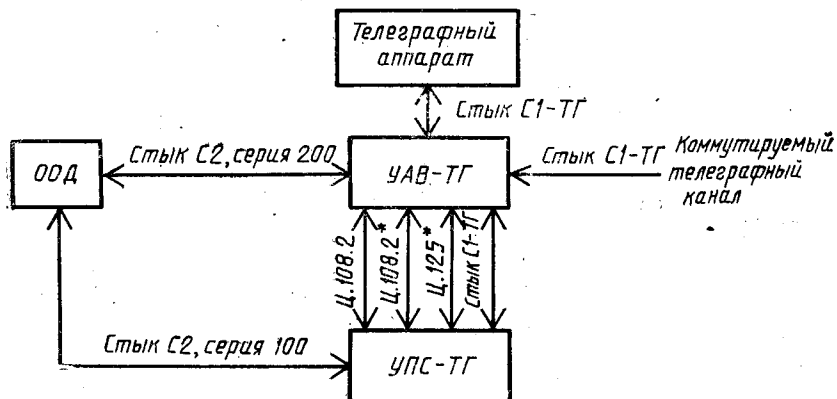 Телеграфный
аппарат
Стык С1-ТГ
ООД
Стык С2, серия 200
УАВ-ТГ
Стык С1-ТГ
Коммутируемый
телеграфный
канал
Ц.108.2
Ц.108.2*
Ц.125*
Стык С1-ТГ
Стык С2, серия 100
УПС-ТГ